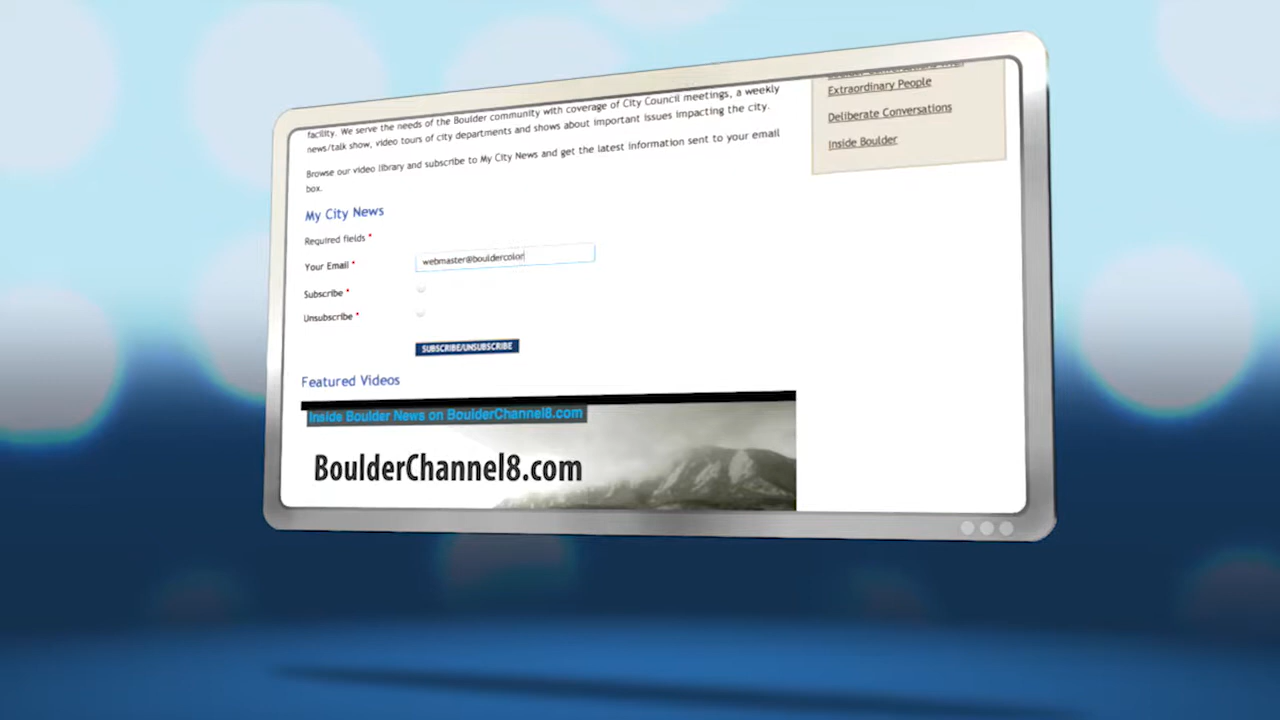 facility. We serve the needs of the Boulder community with coverage of City Council meetings, a weekly
news/talk show, video tours of city departments and shows about important issues impacting the city.
Browse our video library and subscribe to My City News and get the latest information sent to your email
box.
My City News
Required fields *
Your Email * webmaster@bouldercolor
Subscribe *
Unsubscribe *
SUBSCRIBE/UNSUBSCRIBE
Featured Videos
Inside Boulder News on BoulderChannel8.com
BoulderChannel8.com
Extraordinary People
Deliberate Conversations
Inside Boulder